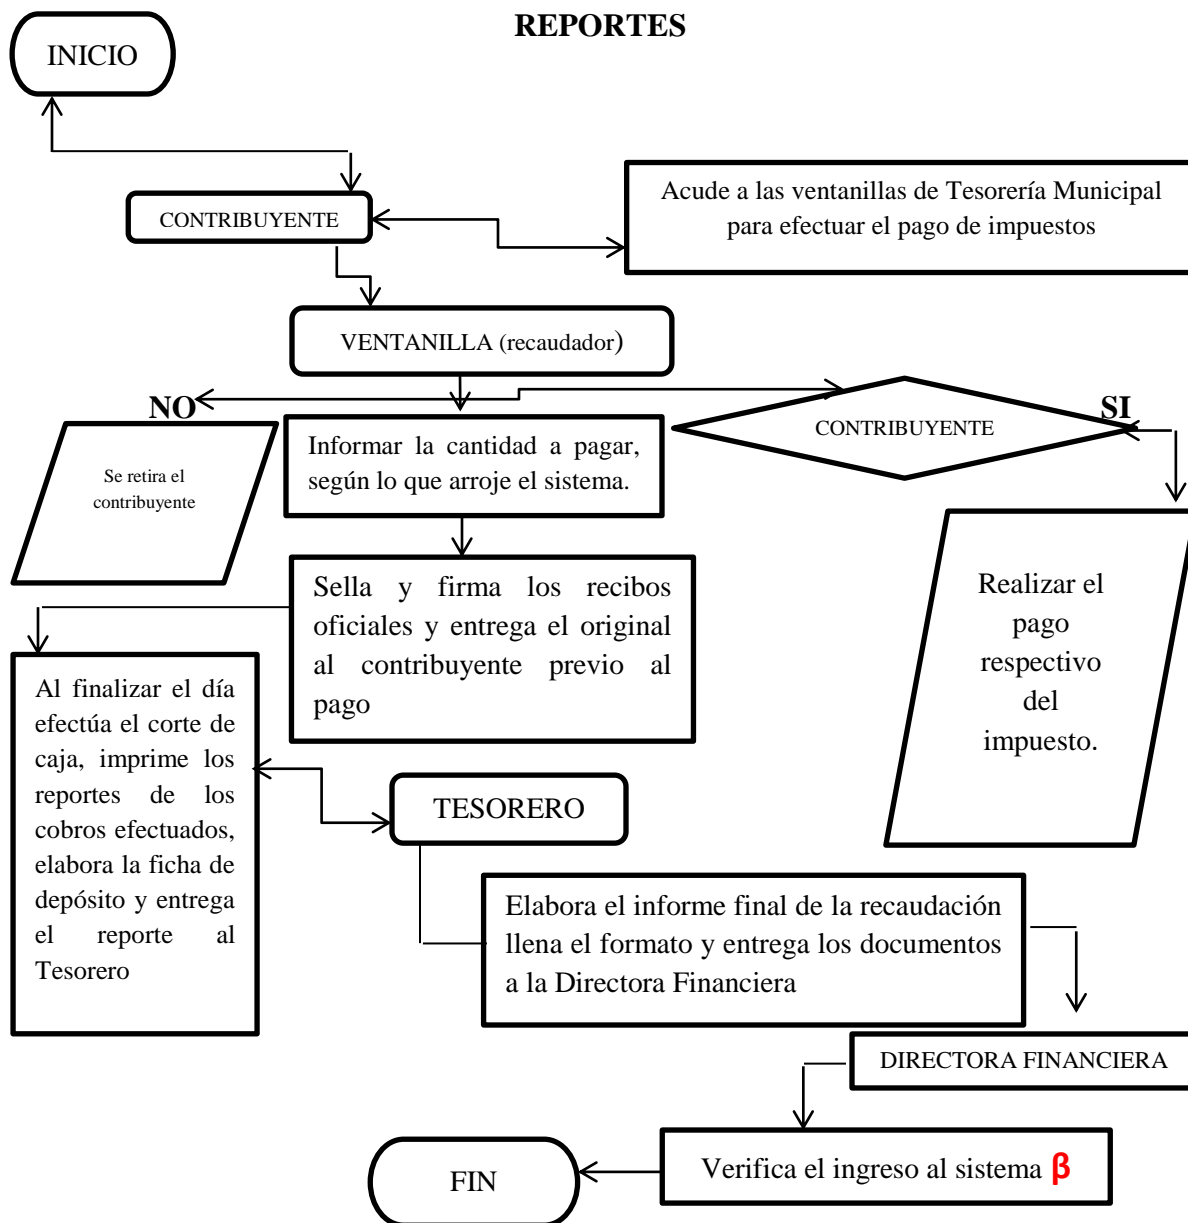 REPORTES
INICIO
Acude a las ventanillas de Tesorería Municipal
para efectuar el pago de impuestos
CONTRIBUYENTE
VENTANILLA (recaudador)
NO
SI
CONTRIBUYENTE
Informar la cantidad a pagar,
según lo que arroje el sistema.
Se retira el
contribuyente
Sella y firma los recibos
oficiales y entrega el original
al contribuyente previo al
pago
Realizar el
pago
respectivo
del
impuesto.
Al finalizar el día
efectúa el corte de
caja, imprime los
reportes de los
cobros efectuados,
elabora la ficha de
depósito y entrega
el reporte al
Tesorero
TESORERO
Elabora el informe final de la recaudación
llena el formato y entrega los documentos
a la Directora Financiera
DIRECTORA FINANCIERA
Verifica el ingreso al sistema β
FIN